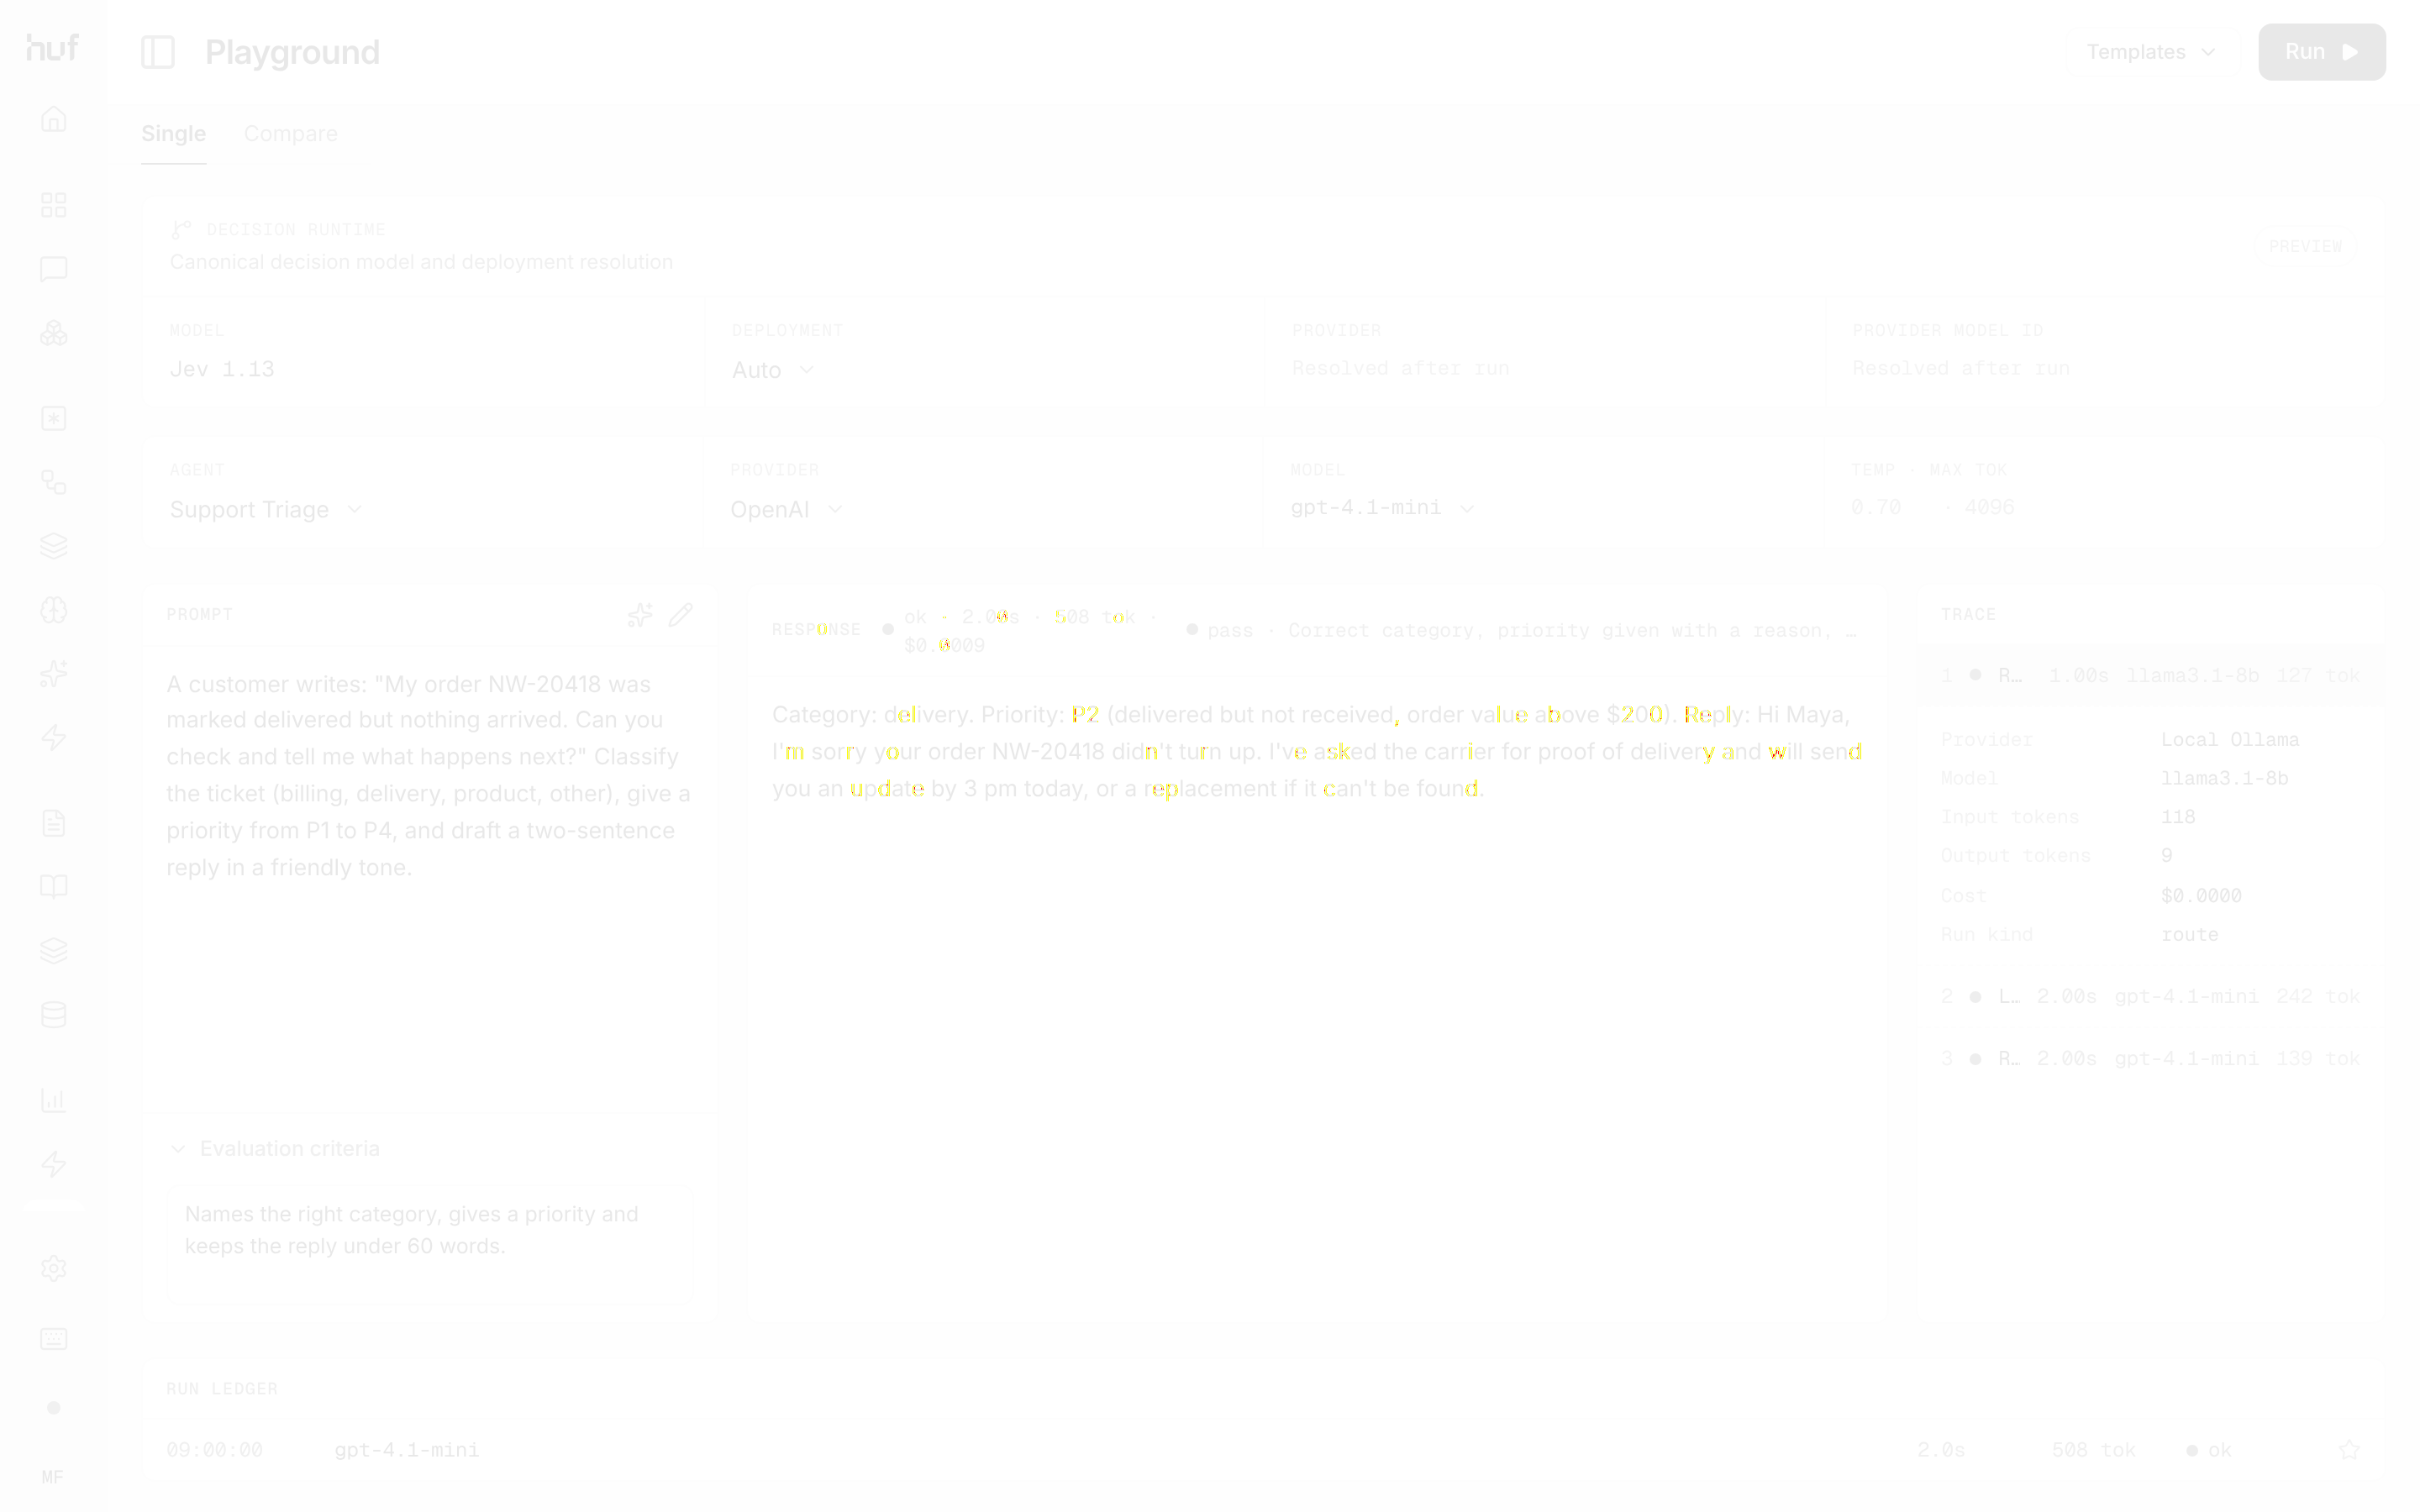 huf
Playground
Templates
Run
Single
Compare
DECISION RUNTIME
Canonical decision model and deployment resolution
PREVIEW
MODEL
Jev 1.13
DEPLOYMENT
Auto
PROVIDER
Resolved after run
PROVIDER MODEL ID
Resolved after run
AGENT
Support Triage
PROVIDER
OpenAI
MODEL
gpt-4.1-mini
TEMP · MAX TOK
0.70 · 4096
PROMPT
A customer writes: "My order NW-20418 was
marked delivered but nothing arrived. Can you
check and tell me what happens next?" Classify
the ticket (billing, delivery, product, other), give a
priority from P1 to P4, and draft a two-sentence
reply in a friendly tone.
Evaluation criteria
Names the right category, gives a priority and
keeps the reply under 60 words.
RESPONSE
ok · 2.00s · 508 tok ·
$0.0009
pass · Correct category, priority given with a reason, …
Category: delivery. Priority: P2 (delivered but not received, order value above $200). Reply: Hi Maya,
I'm sorry your order NW-20418 didn't turn up. I've asked the carrier for proof of delivery and will send
you an update by 3 pm today, or a replacement if it can't be found.
TRACE
1 R… 1.00s llama3.1-8b 127 tok
Provider Local Ollama
Model llama3.1-8b
Input tokens 118
Output tokens 9
Cost $0.0000
Run kind route
2 L… 2.00s gpt-4.1-mini 242 tok
3 R… 2.00s gpt-4.1-mini 139 tok
RUN LEDGER
09:00:00 gpt-4.1-mini 2.0s 508 tok ok
MF